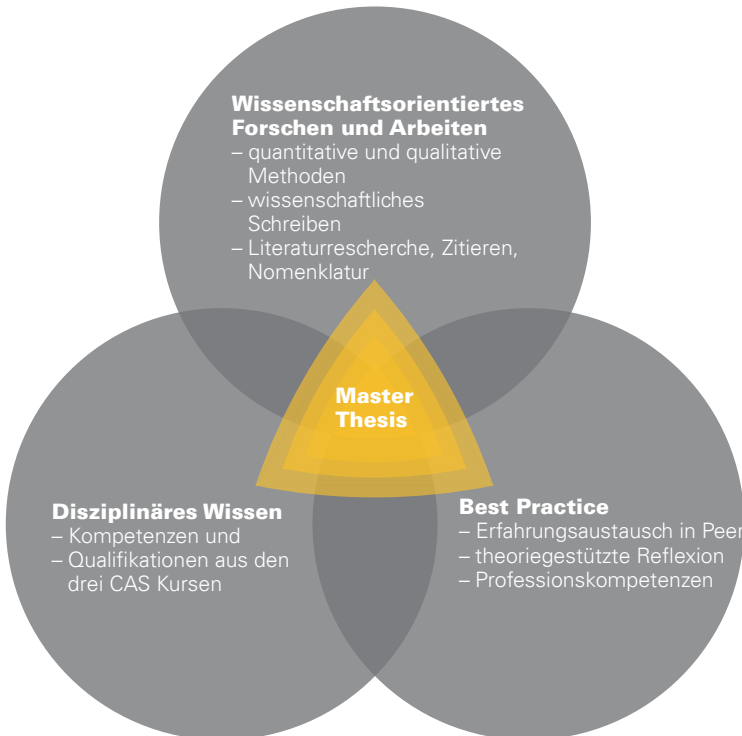 Wissenschaftsorientiertes
Forschen und Arbeiten
– quantitative und qualitative
Methoden
– wissenschaftliches
Schreiben
– Literaturrescherche, Zitieren,
Nomenklatur
Master
Thesis
Disziplinäres Wissen
– Kompetenzen und
– Qualifikationen aus den
drei CAS Kursen
Best Practice
– Erfahrungsaustausch in Peer
– theoriegestützte Reflexion
– Professionskompetenzen